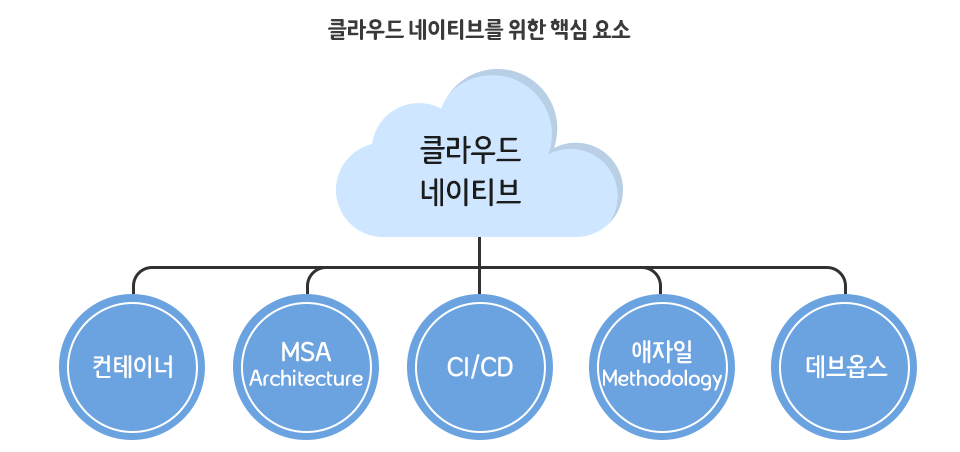 클라우드 네이티브를 위한 핵심 요소
클라우드
네이티브
컨테이너
MSA
Architecture
CI/CD
애자일
Methodology
데브옵스